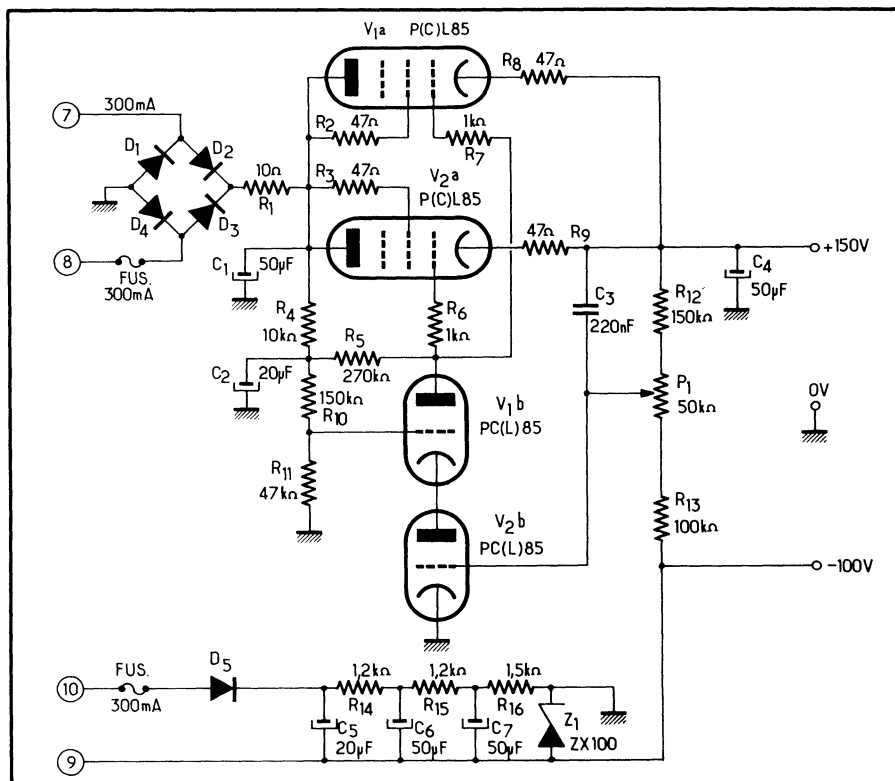 V1a P(C)L85
R8 47Ω
7 300mA
R2 47Ω
1kΩ R7
D1 D2
10Ω R1
R3 47Ω
V2a P(C)L85
D4 D3
8 FUS. 300mA
47Ω R9
+150V
C1 50µF
C4 50µF
R4 10kΩ
R6 1kΩ
C3 220nF
R12 150kΩ
R5 270kΩ
C2 20µF
150kΩ R10
V1b PC(L)85
P1 50kΩ
0V
R11 47kΩ
R13 100kΩ
V2b PC(L)85
-100V
10 FUS. 300mA
D5
1,2kΩ R14
1,2kΩ R15
1,5kΩ R16
C5 20µF
C6 50µF
C7 50µF
Z1 ZX100
9